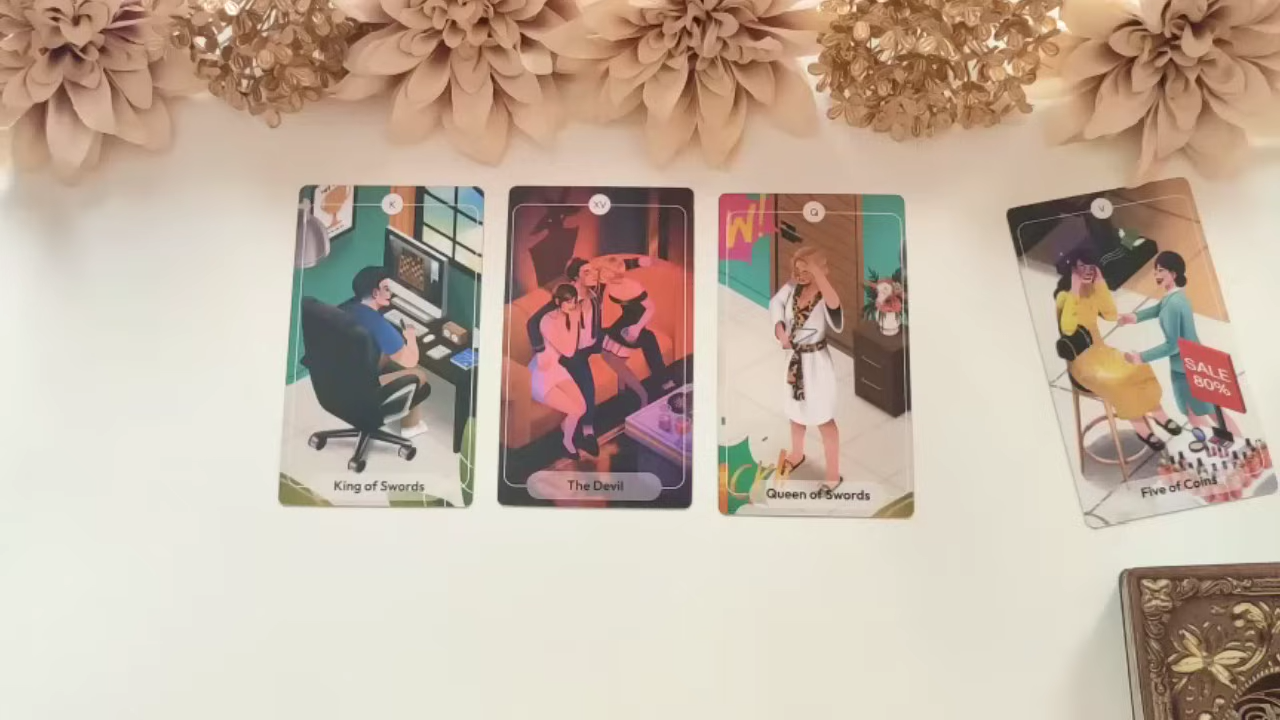 K
King of Swords
XV
The Devil
W!
Q
Queen of Swords
V
SALE
80%
Five of Coins